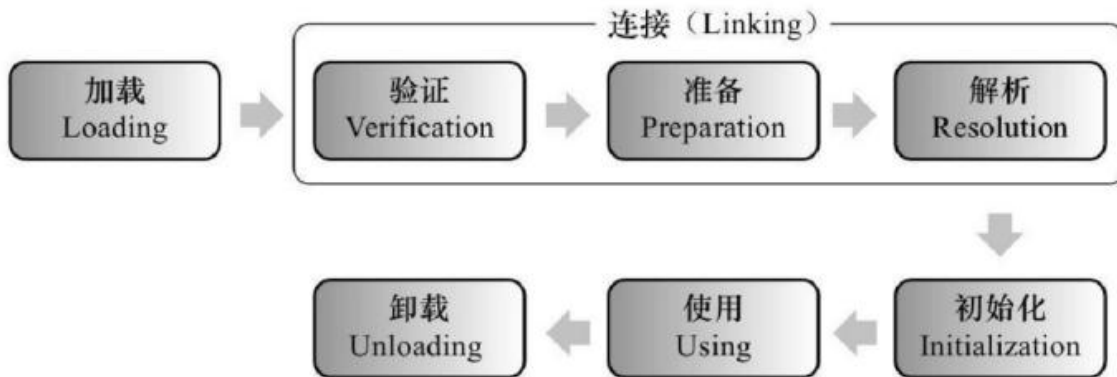 连接（Linking）
加载
Loading
验证
Verification
准备
Preparation
解析
Resolution
卸载
Unloading
使用
Using
初始化
Initialization